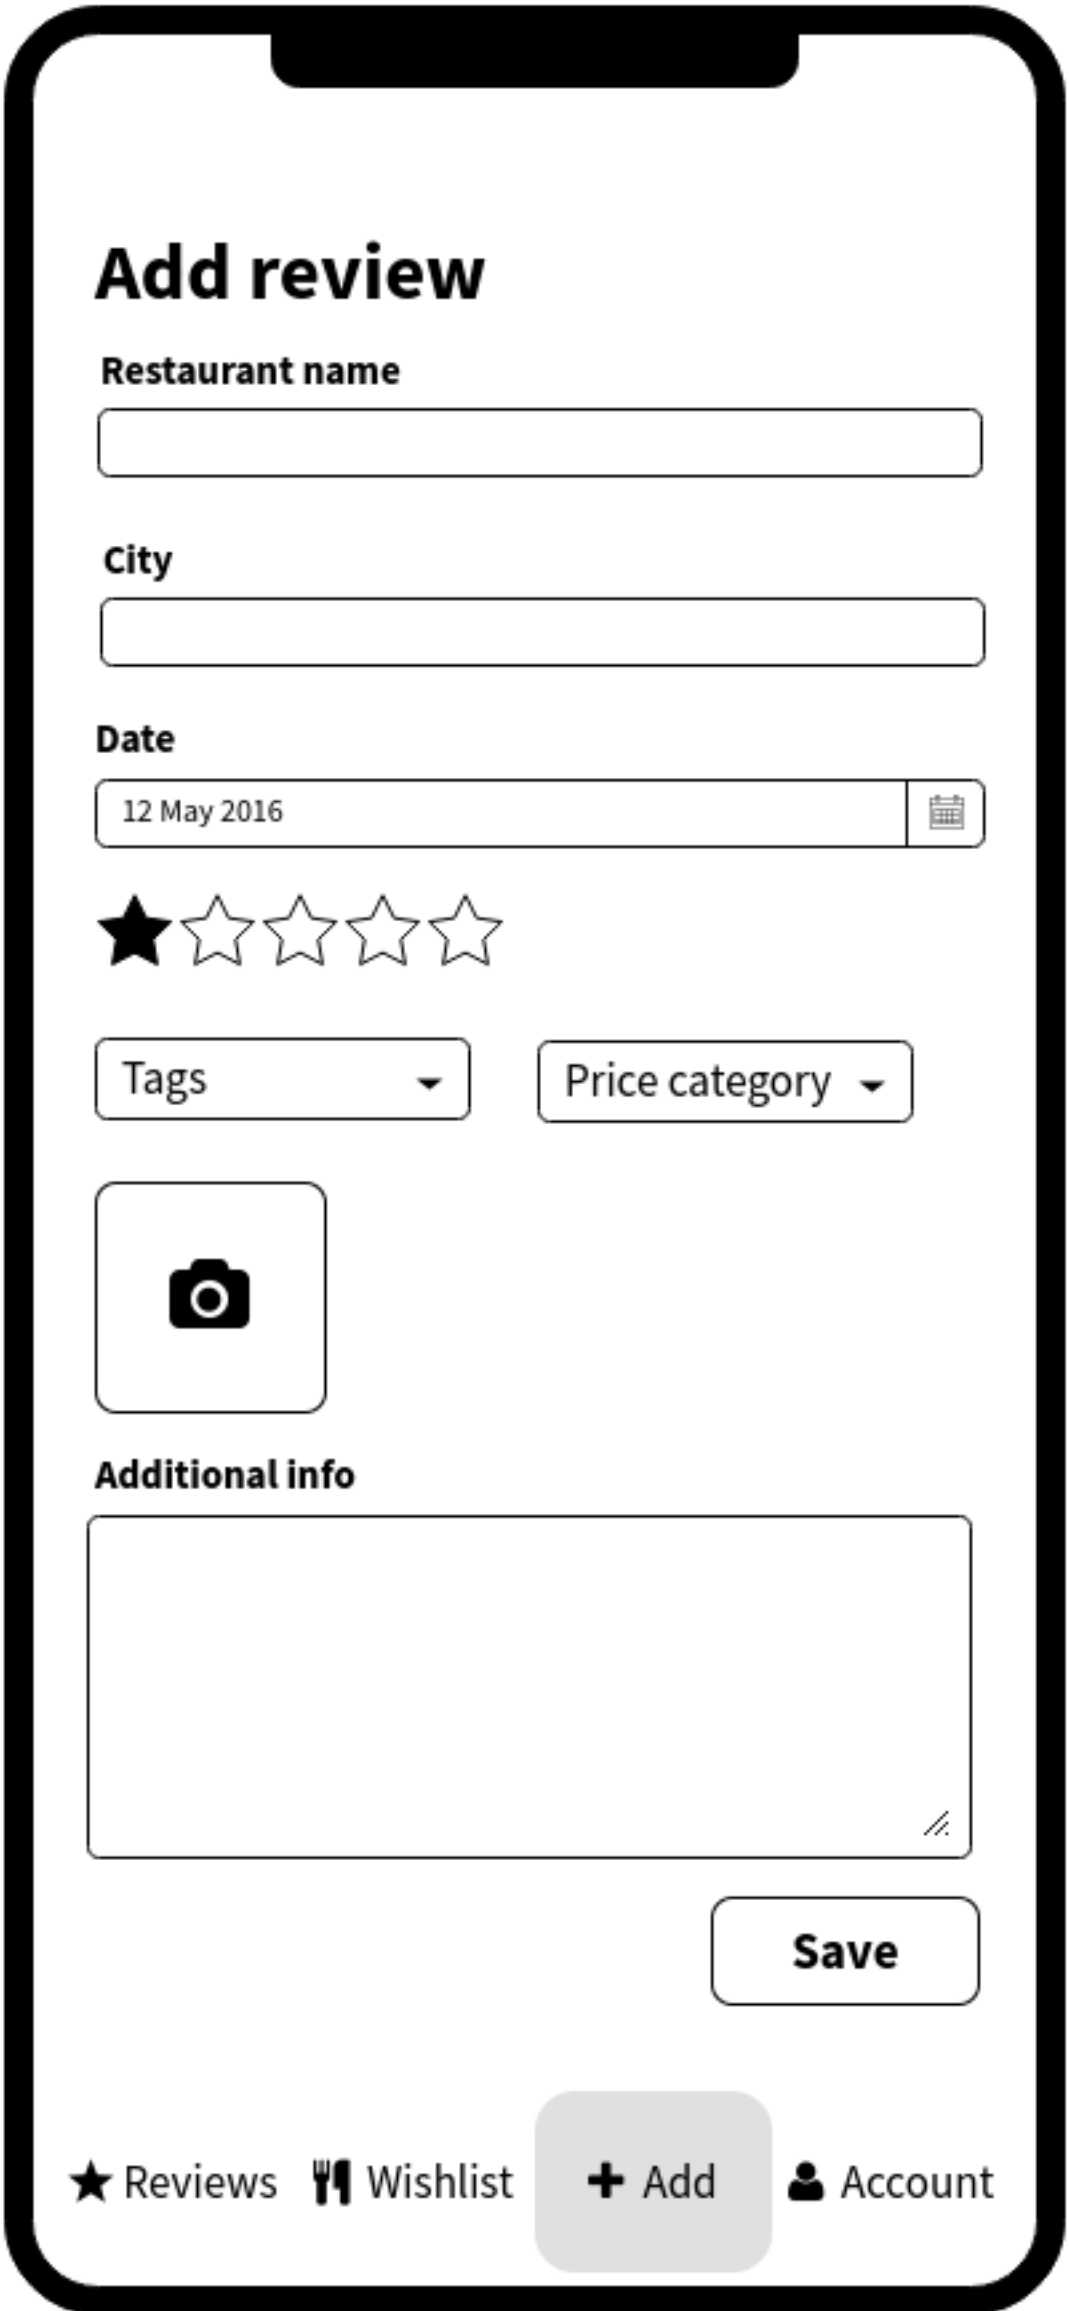 Add review
Restaurant name
City
Date
12 May 2016
Tags
Price category
Additional info
Save
Reviews
Wishlist
Add
Account